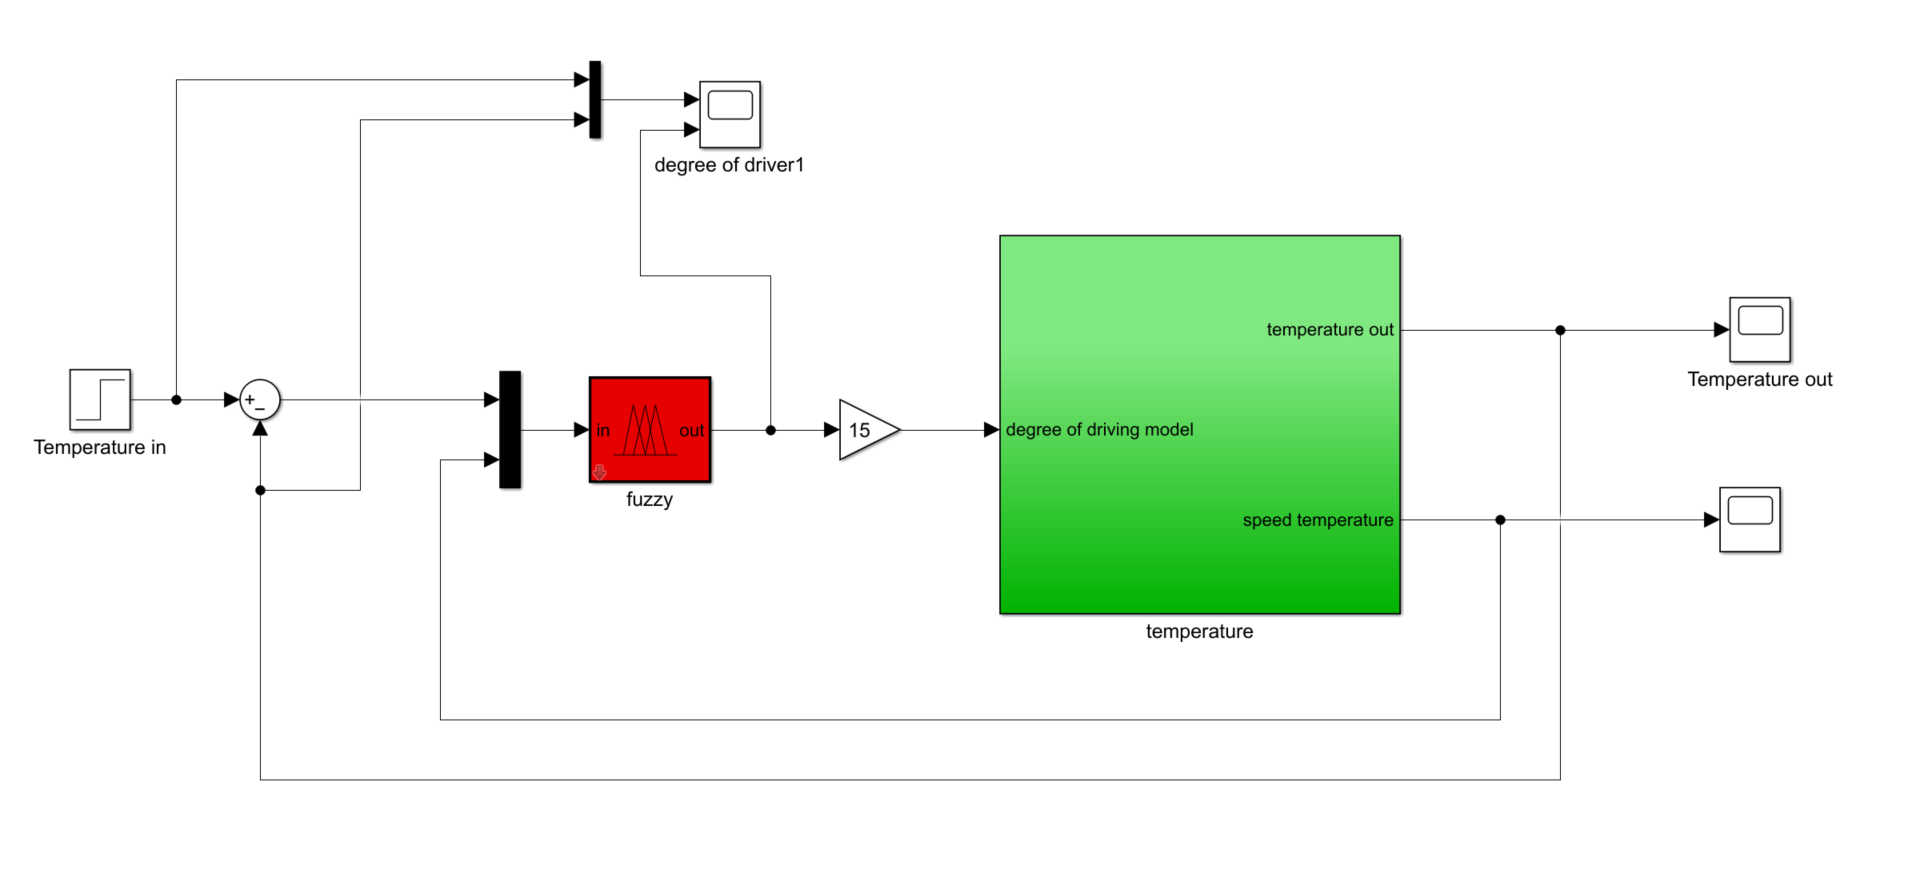 degree of driver1
temperature out
Temperature out
+
−
Temperature in
in
out
fuzzy
15
degree of driving model
speed temperature
temperature